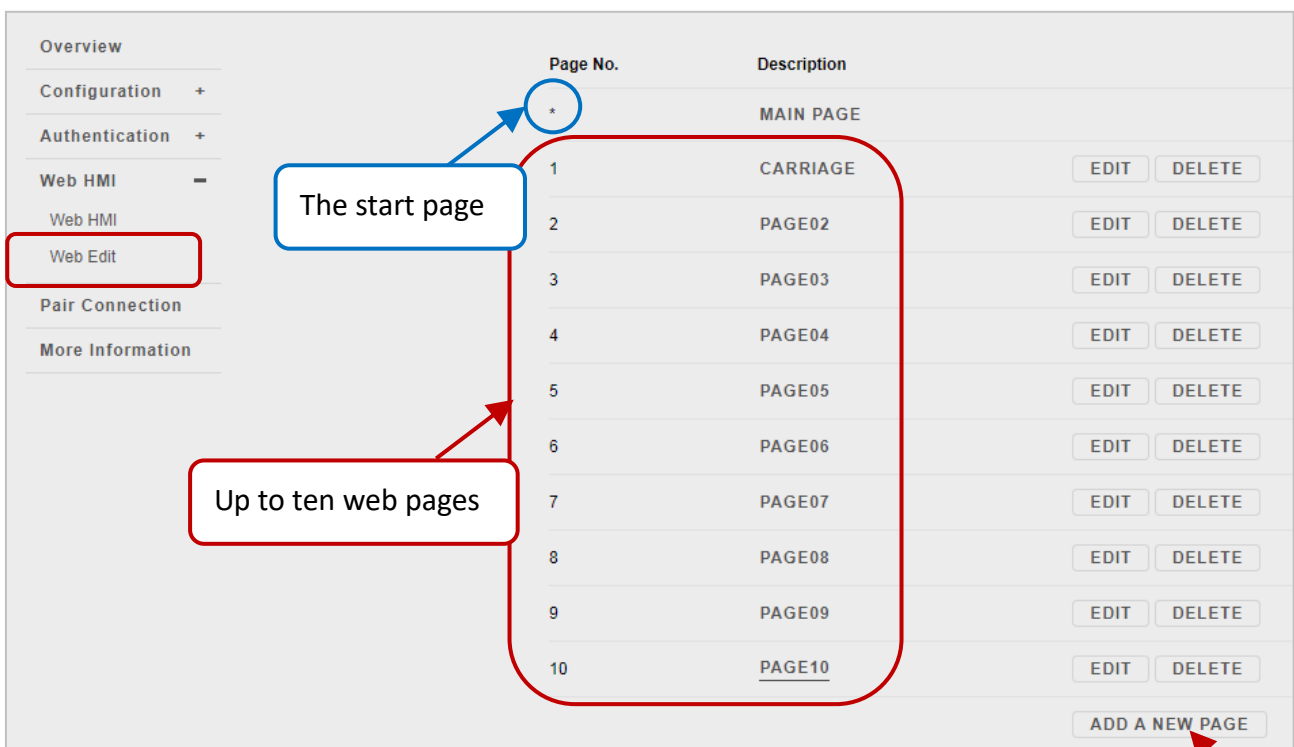 Overview
Configuration +
Authentication +
Web HMI −
Web HMI
Web Edit
Pair Connection
More Information
The start page
Up to ten web pages
Page No. Description
* MAIN PAGE
1 CARRIAGE EDIT DELETE
2 PAGE02 EDIT DELETE
3 PAGE03 EDIT DELETE
4 PAGE04 EDIT DELETE
5 PAGE05 EDIT DELETE
6 PAGE06 EDIT DELETE
7 PAGE07 EDIT DELETE
8 PAGE08 EDIT DELETE
9 PAGE09 EDIT DELETE
10 PAGE10 EDIT DELETE
ADD A NEW PAGE